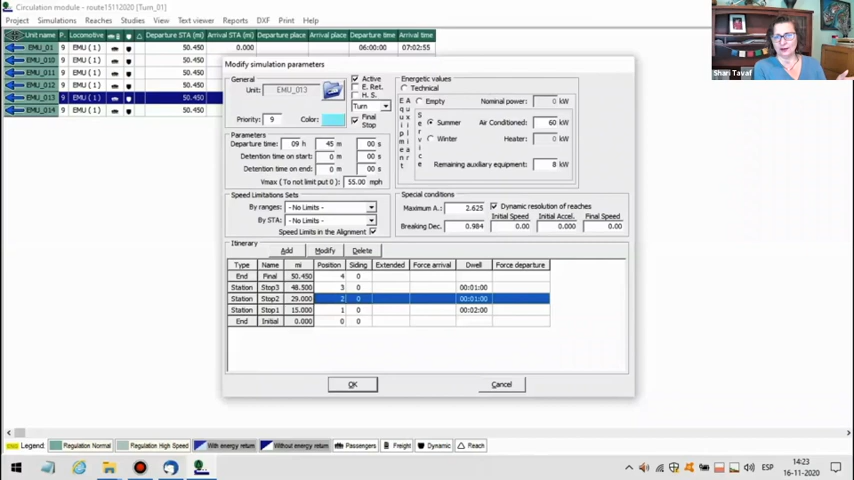 Circulation module - route15112020 [Turn_01]
Project Simulations Reaches Studies View Text Reports DXF Print Help
Unit name P. Locomotive Departure STA Arrival STA Departure place Arrival place Departure time Arrival time
EMU_01 9 EMU ( 1 ) 50.450 0.000 06:00:00 07:02:55
EMU_010 9 EMU ( 1 ) 50.450
EMU_011 9 EMU ( 1 ) 50.450
EMU_012 9 EMU ( 1 ) 50.450
EMU_013 9 EMU ( 1 ) 50.450
EMU_014 9 EMU ( 1 ) 50.450
Shari Tavaf
Modify simulation parameters
General
Unit: EMU_013
Active
E. Ret.
H. S.
Turn
Priority: 9 Color: Final Stop
Parameters
Departure time: 09 h 45 m 00 s
Detention time on start: 0 m 00 s
Detention time on end: 0 m 00 s
Vmax (To not limit put 0) 55.00 mph
Energetic values
Technical
Auxiliar equipment
Service
Empty Nominal power: 0 kW
Summer Air Conditioned: 60 kW
Winter Heater: 0 kW
Remaining auxiliary equipment: 8 kW
Speed Limitations Sets
By ranges: - No Limits -
By STA: - No Limits -
Speed Limits in the Alignment
Special conditions
Maximum A.: 2.625 Dynamic resolution of reaches
Initial Speed Initial Accel. Final Speed
Breaking Dec. 0.984 0.00 0.000 0.00
Itinerary Add Modify Delete
Type Name mi Position Siding Extended Force arrival Dwell Force departure
End Final 50.450 4 0
Station Stop3 48.500 3 0 00:01:00
Station Stop2 29.000 2 0 00:01:00
Station Stop1 15.000 1 0 00:02:00
End Initial 0.000 0 0
OK Cancel
Legend: Regulation Normal Regulation High Speed With energy return Without energy return Passengers Freight Dynamic Reach
ESP
14:23
16-11-2020